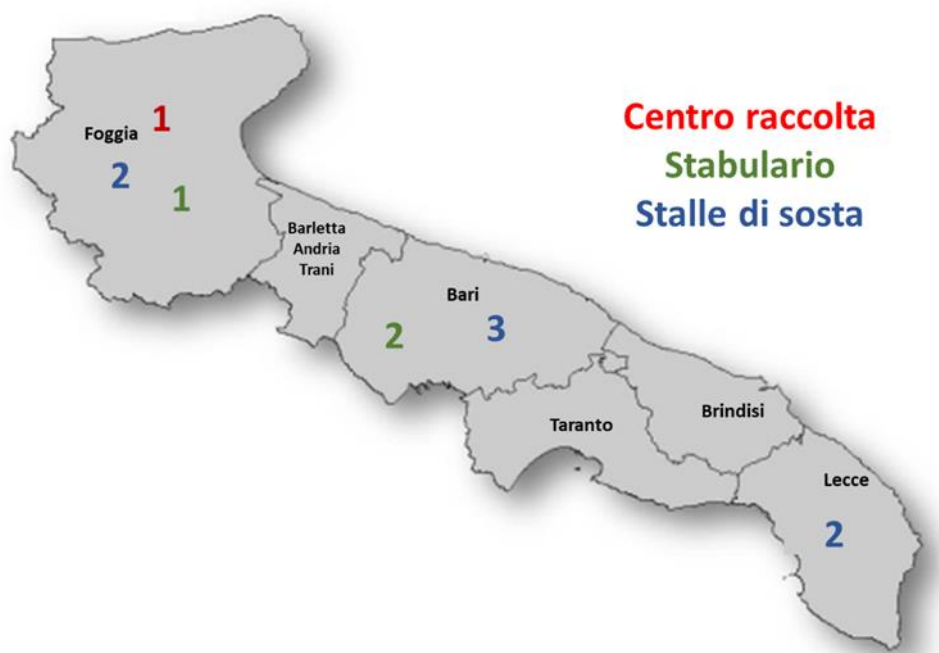 Centro raccolta
Stabulario
Stalle di sosta
1
Foggia
2
1
Barletta
Andria
Trani
Bari
2
3
Taranto
Brindisi
Lecce
2